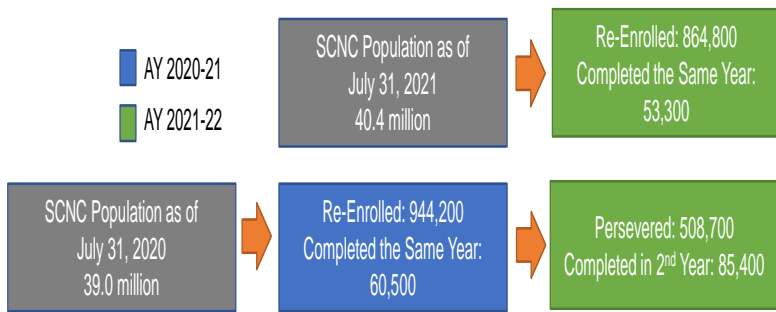 AY 2020-21
AY 2021-22
SCNC Population as of
July 31, 2021
40.4 million
Re-Enrolled: 864,800
Completed the Same Year:
53,300
SCNC Population as of
July 31, 2020
39.0 million
Re-Enrolled: 944,200
Completed the Same Year:
60,500
Persevered: 508,700
Completed in 2nd Year: 85,400